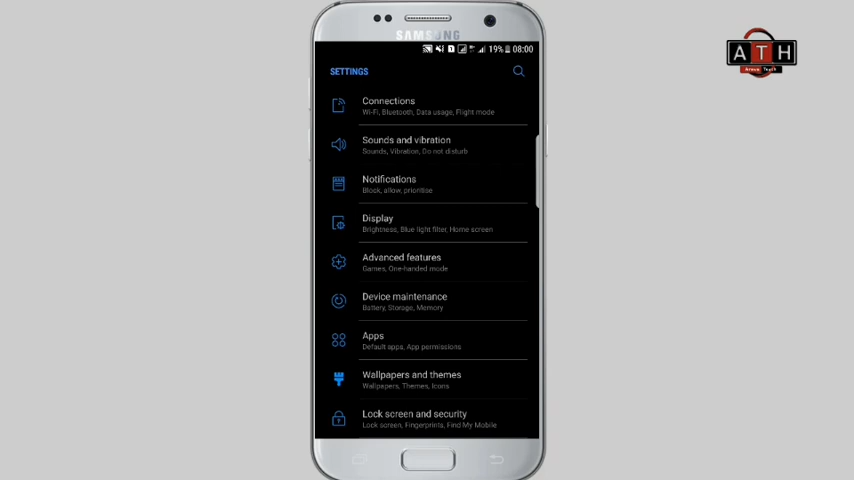 SAMSUNG
19% 08:00
SETTINGS
Connections
Wi-Fi, Bluetooth, Data usage, Flight mode
Sounds and vibration
Sounds, Vibration, Do not disturb
Notifications
Block, allow, prioritise
Display
Brightness, Blue light filter, Home screen
Advanced features
Games, One-handed mode
Device maintenance
Battery, Storage, Memory
Apps
Default apps, App permissions
Wallpapers and themes
Wallpapers, Themes, Icons
Lock screen and security
Lock screen, Fingerprints, Find My Mobile
ATH